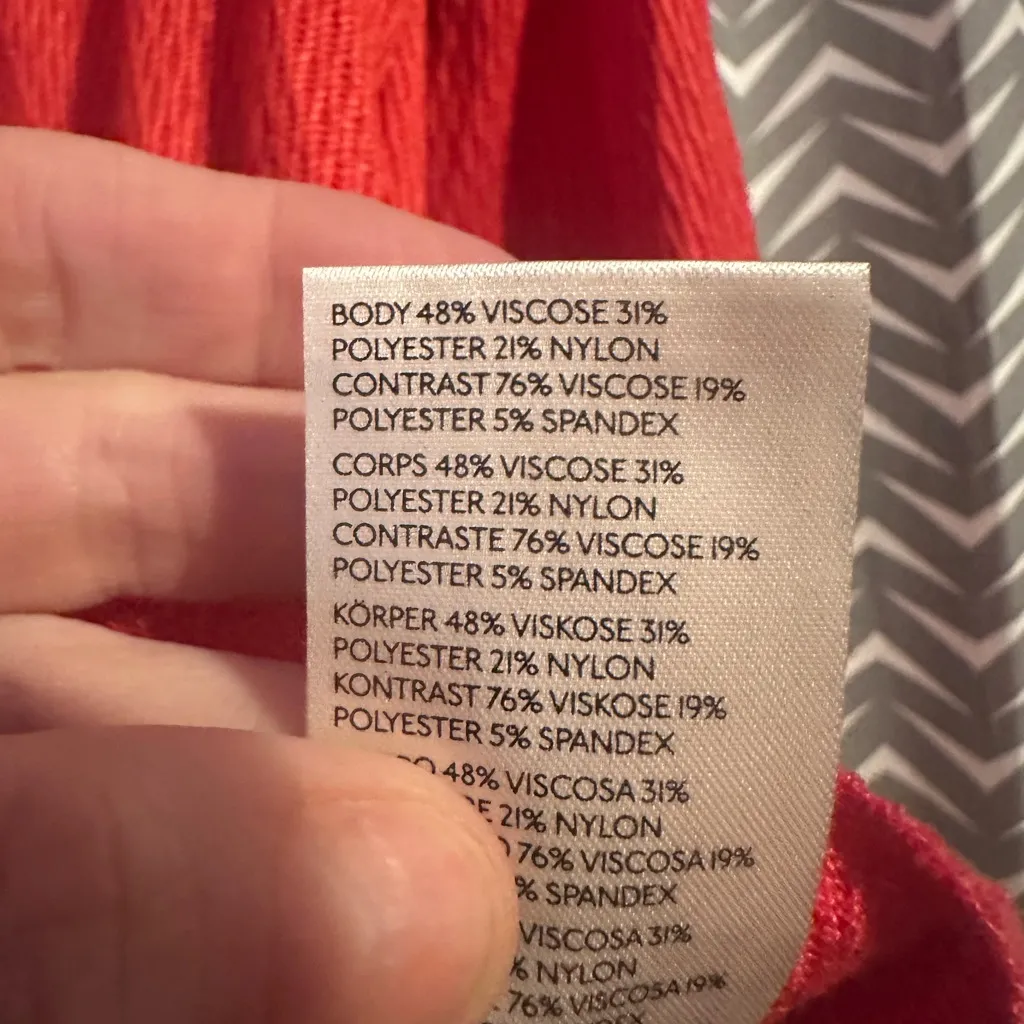 BODY 48% VISCOSE 31%
POLYESTER 21% NYLON
CONTRAST 76% VISCOSE 19%
POLYESTER 5% SPANDEX
CORPS 48% VISCOSE 31%
POLYESTER 21% NYLON
CONTRASTE 76% VISCOSE 19%
POLYESTER 5% SPANDEX
KÖRPER 48% VISKOSE 31%
POLYESTER 21% NYLON
KONTRAST 76% VISKOSE 19%
POLYESTER 5% SPANDEX
48% VISCOSA 31%
21% NYLON
76% VISCOSA 19%
% SPANDEX
VISCOSA 31%
% NYLON
76% VISCOSA 19%